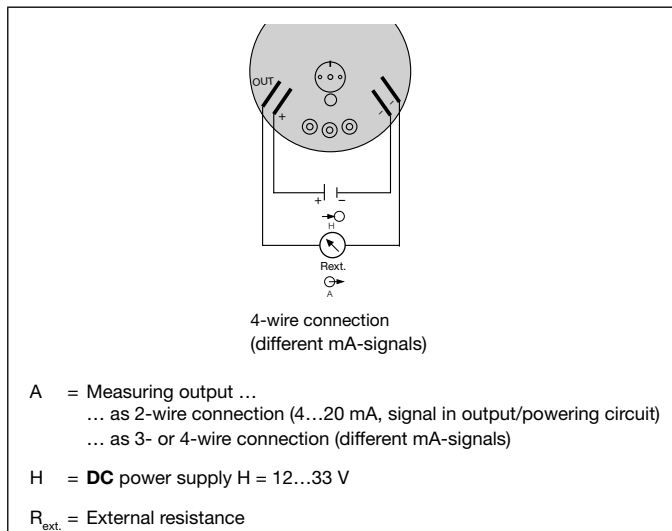 OUT
+
- -
+ –
H
Rext.
A
4-wire connection
(different mA-signals)
A = Measuring output …
… as 2-wire connection (4…20 mA, signal in output/powering circuit)
… as 3- or 4-wire connection (different mA-signals)
H = DC power supply H = 12…33 V
Rext. = External resistance